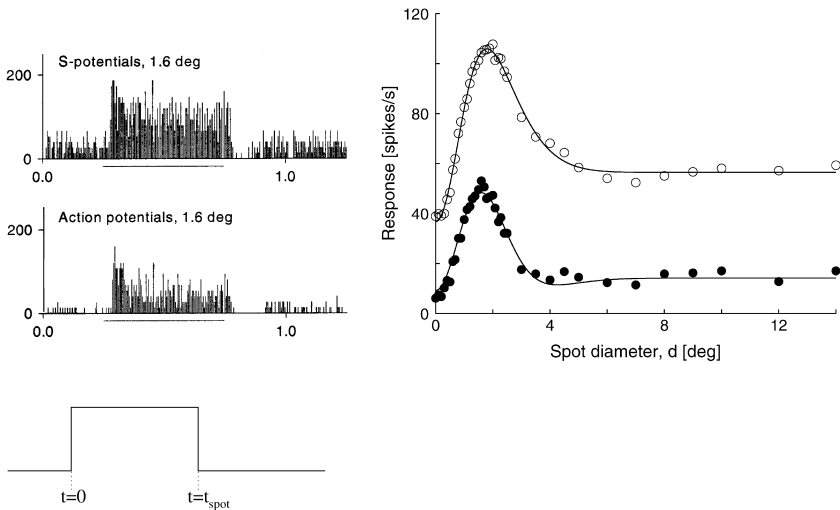 S-potentials, 1.6 deg
200
0
0.0 1.0
Action potentials, 1.6 deg
200
0
0.0 1.0
t=0 t=tspot
120
80
40
0
Response [spikes/s]
0 4 8 12
Spot diameter, d [deg]